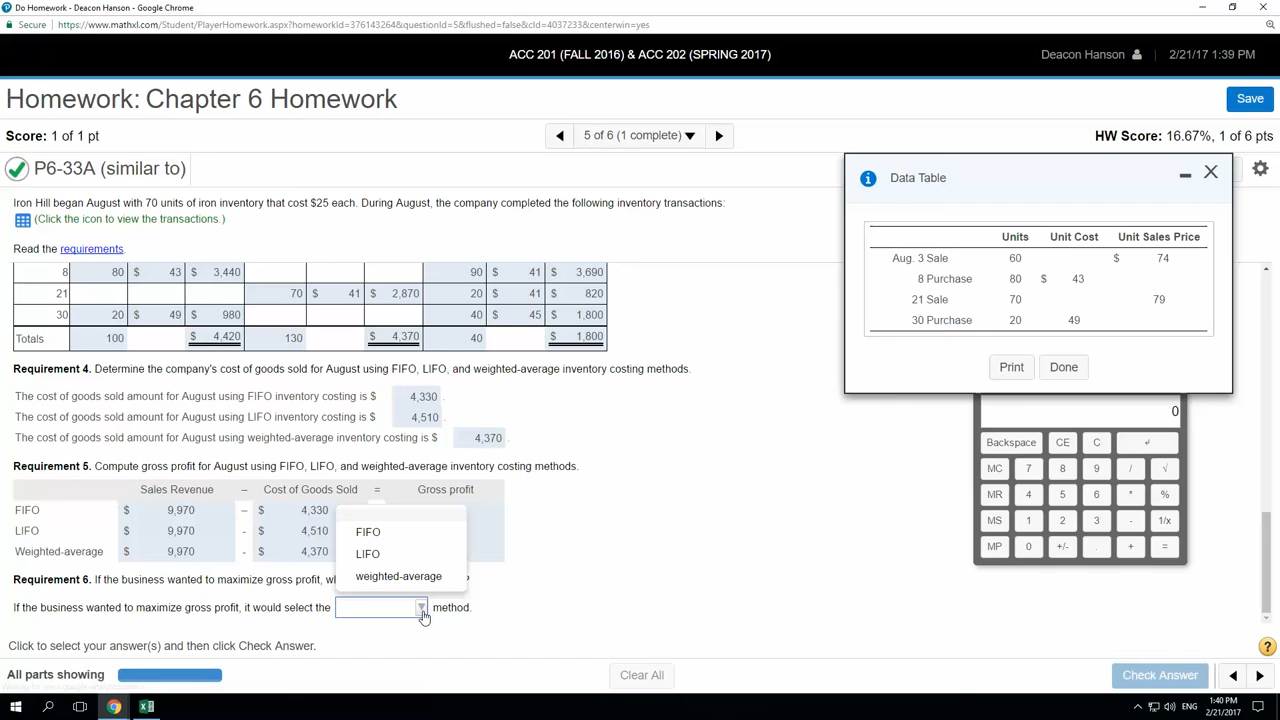 Do Homework - Deacon Hanson - Google Chrome
Secure https://www.mathxl.com/Student/PlayerHomework.aspx?homeworkId=376143264&questionId=5&flushed=false&cId=4037233&centerwin=yes
ACC 201 (FALL 2016) & ACC 202 (SPRING 2017) Deacon Hanson 2/21/17 1:39 PM
Homework: Chapter 6 Homework Save
Score: 1 of 1 pt 5 of 6 (1 complete) HW Score: 16.67%, 1 of 6 pts
P6-33A (similar to)
Iron Hill began August with 70 units of iron inventory that cost $25 each. During August, the company completed the following inventory transactions:
(Click the icon to view the transactions.)
Read the requirements.
8 80 $ 43 $ 3,440 90 $ 41 $ 3,690
21 70 $ 41 $ 2,870 20 $ 41 $ 820
30 20 $ 49 $ 980 40 $ 45 $ 1,800
Totals 100 $ 4,420 130 $ 4,370 40 $ 1,800
Requirement 4. Determine the company's cost of goods sold for August using FIFO, LIFO, and weighted-average inventory costing methods.
The cost of goods sold amount for August using FIFO inventory costing is $ 4,330 .
The cost of goods sold amount for August using LIFO inventory costing is $ 4,510 .
The cost of goods sold amount for August using weighted-average inventory costing is $ 4,370 .
Requirement 5. Compute gross profit for August using FIFO, LIFO, and weighted-average inventory costing methods.
Sales Revenue – Cost of Goods Sold = Gross profit
FIFO $ 9,970 – $ 4,330
LIFO $ 9,970 - $ 4,510
Weighted-average $ 9,970 - $ 4,370
FIFO
LIFO
weighted-average
Requirement 6. If the business wanted to maximize gross profit, ?
If the business wanted to maximize gross profit, it would select the method.
Click to select your answer(s) and then click Check Answer.
All parts showing Clear All Check Answer
Data Table
Units Unit Cost Unit Sales Price
Aug. 3 Sale 60 $ 74
8 Purchase 80 $ 43
21 Sale 70 79
30 Purchase 20 49
Print Done
0
Backspace CE C ↲
MC 7 8 9 / √
MR 4 5 6 * %
MS 1 2 3 - 1/x
MP 0 +/- . + =
?
ENG 1:40 PM
2/21/2017